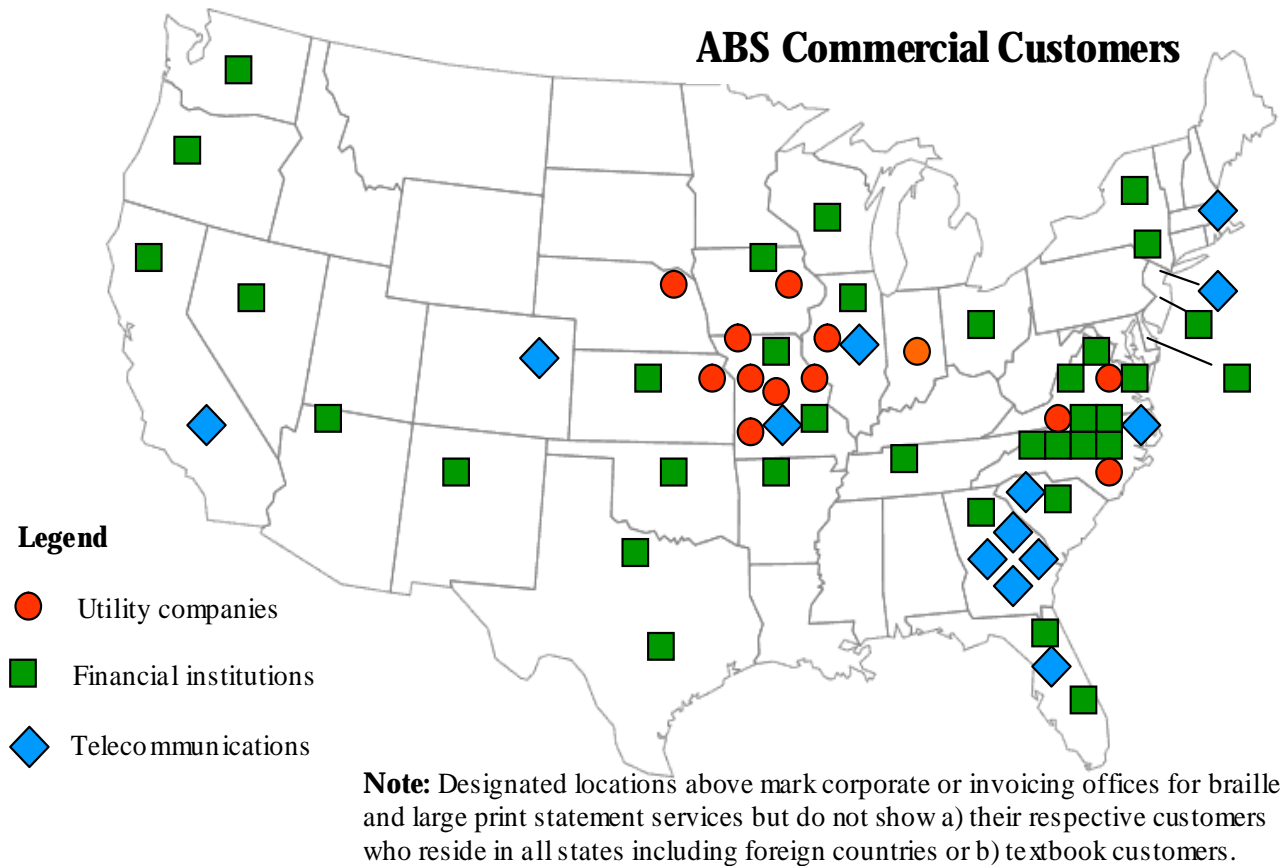 ABS Commercial Customers
Legend
Utility companies
Financial institutions
Telecommunications
Note: Designated locations above mark corporate or invoicing offices for braille
and large print statement services but do not show a) their respective customers
who reside in all states including foreign countries or b) textbook customers.